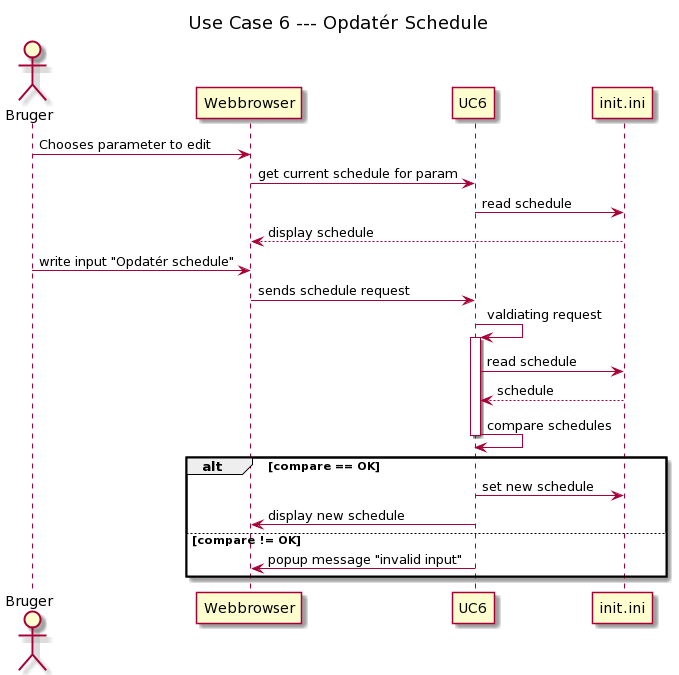 Use Case 6 --- Opdatér Schedule
Bruger
Webbrowser
UC6
init.ini
Chooses parameter to edit
get current schedule for param
read schedule
display schedule
write input "Opdatér schedule"
sends schedule request
valdiating request
read schedule
schedule
compare schedules
alt
[compare == OK]
set new schedule
display new schedule
[compare != OK]
popup message "invalid input"
Bruger
Webbrowser
UC6
init.ini